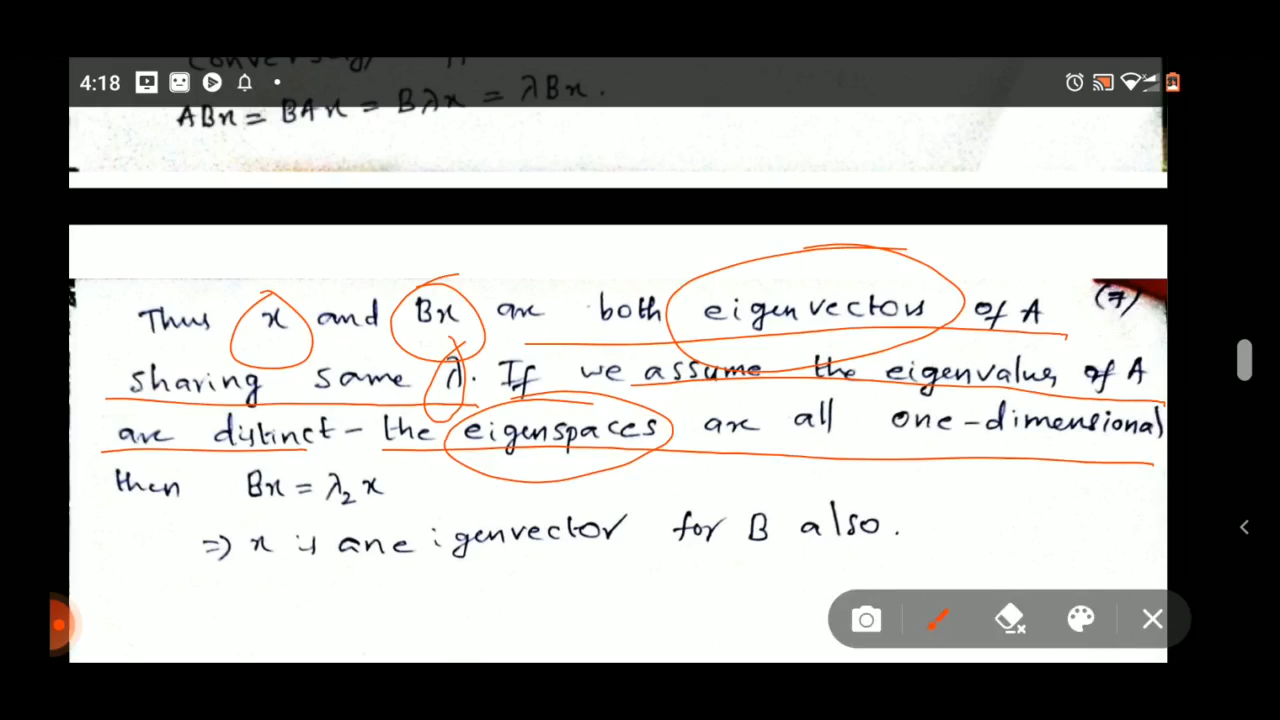 4:18
ABx = BAx = Bλx = λBx.
Thus x and Bx are both eigenvectors of A (7)
sharing same λ. If we assume the eigenvalues of A
are distinct - the eigenspaces are all one-dimensional
then Bx = λ₂ x
⇒ x is an eigenvector for B also.